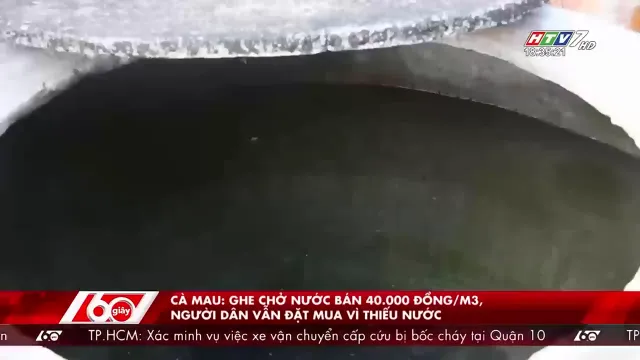 HTV7 HD
18:35:21
60 giây
CÀ MAU: GHE CHỞ NƯỚC BÁN 40.000 ĐỒNG/M3,
NGƯỜI DÂN VẪN ĐẶT MUA VÌ THIẾU NƯỚC
60 TP.HCM: Xác minh vụ việc xe vận chuyển cấp cứu bị bốc cháy tại Quận 10 60